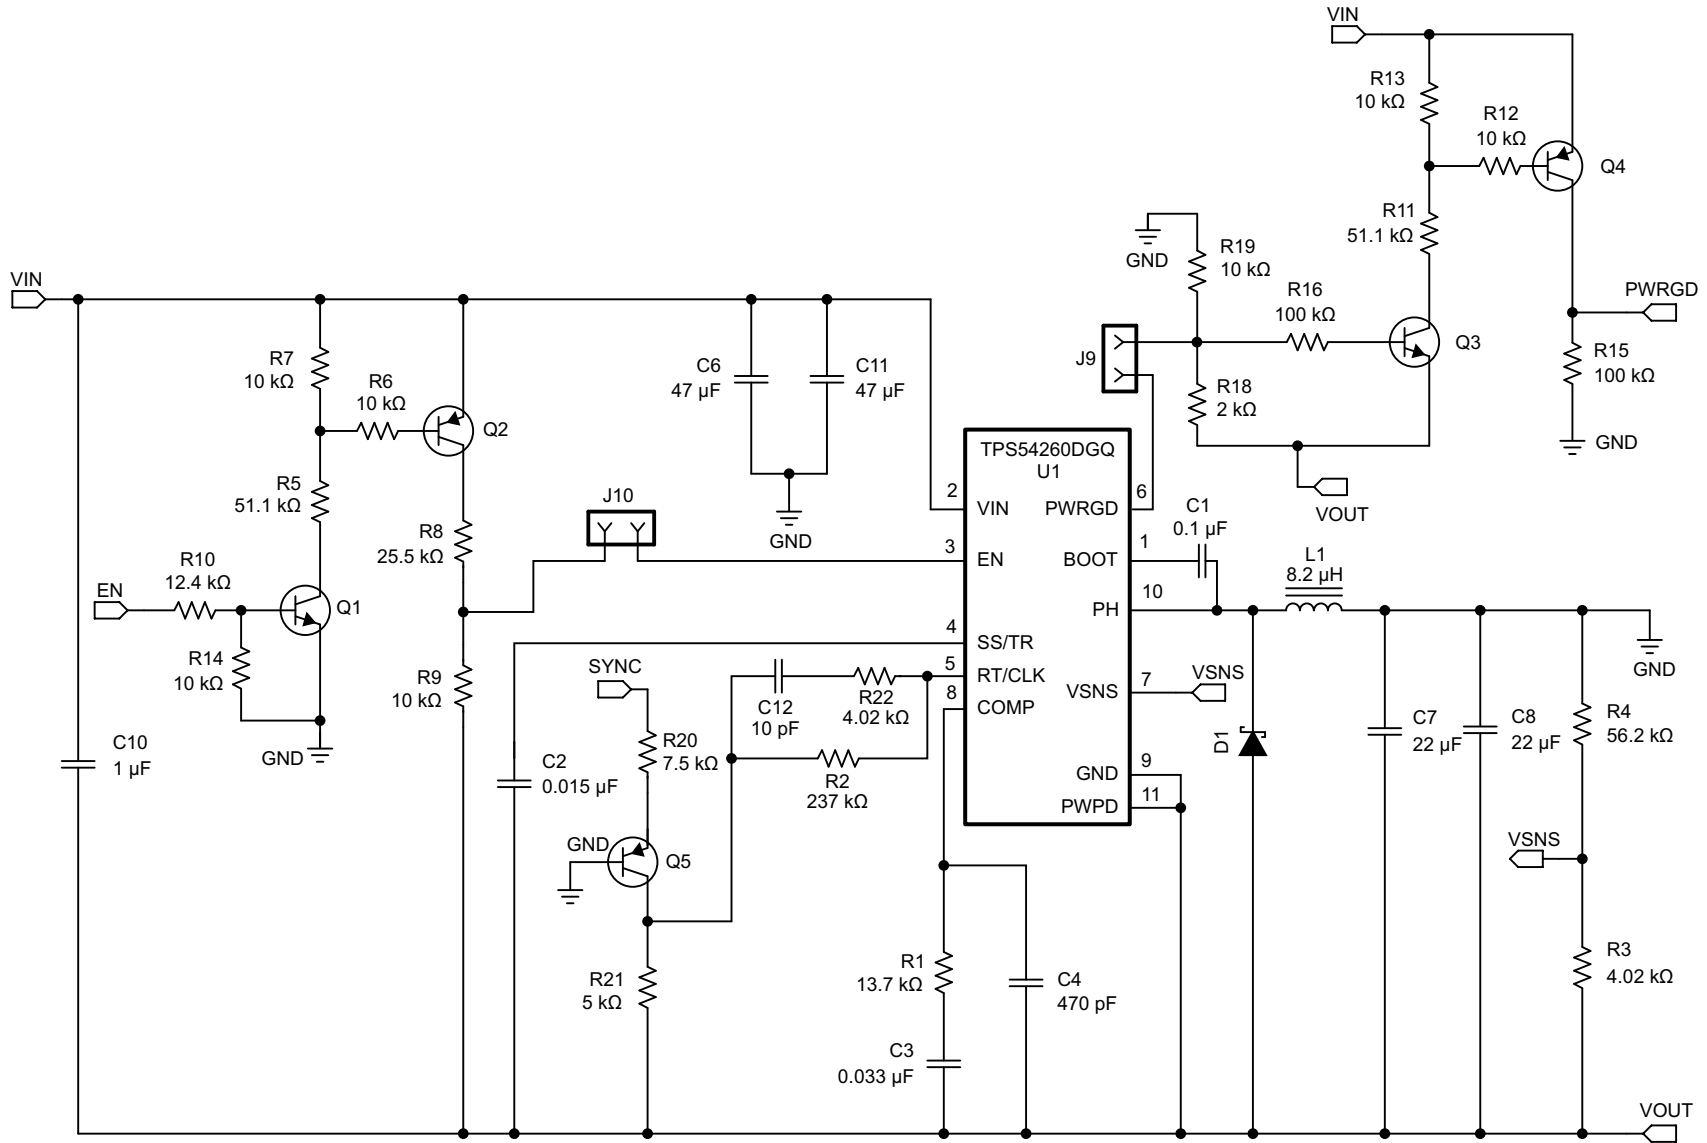 VIN
R13
10 kΩ
R12
10 kΩ
Q4
R11
51.1 kΩ
GND
R19
10 kΩ
R16
100 kΩ
Q3
PWRGD
R15
100 kΩ
GND
J9
R18
2 kΩ
VOUT
VIN
R7
10 kΩ
R6
10 kΩ
Q2
C6
47 µF
C11
47 µF
GND
R5
51.1 kΩ
R8
25.5 kΩ
J10
R10
12.4 kΩ
EN
Q1
R14
10 kΩ
GND
R9
10 kΩ
C10
1 µF
C2
0.015 µF
SYNC
R20
7.5 kΩ
C12
10 pF
R22
4.02 kΩ
R2
237 kΩ
GND
Q5
R21
5 kΩ
TPS54260DGQ
U1
2
VIN
PWRGD
6
3
EN
BOOT
1
PH
10
4
SS/TR
5
RT/CLK
8
COMP
VSNS
7
GND
9
PWPD
11
C1
0.1 µF
L1
8.2 µH
GND
VSNS
D1
C7
22 µF
C8
22 µF
R4
56.2 kΩ
VSNS
R3
4.02 kΩ
R1
13.7 kΩ
C4
470 pF
C3
0.033 µF
VOUT